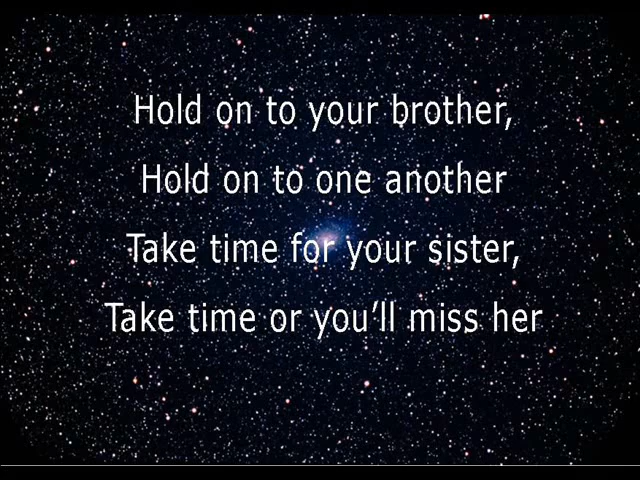 Hold on to your brother,
Hold on to one another
Take time for your sister,
Take time or you’ll miss her